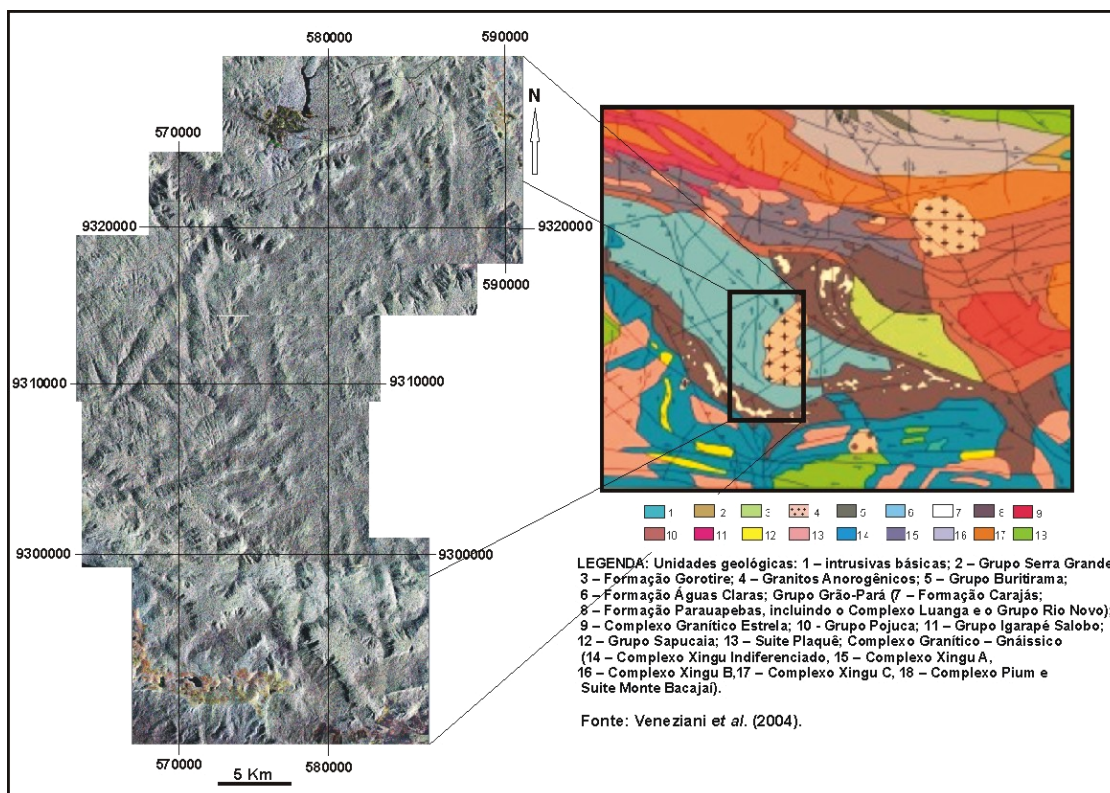 580000
590000
N
570000
9320000
9320000
590000
9310000
9310000
9300000
9300000
570000
580000
5 Km
1 2 3 4 5 6 7 8 9
10 11 12 13 14 15 16 17 18
LEGENDA: Unidades geológicas: 1 – intrusivas básicas; 2 – Grupo Serra Grande
3 – Formação Gorotire; 4 – Granitos Anorogênicos; 5 – Grupo Buritirama;
6 – Formação Águas Claras; Grupo Grão-Pará (7 – Formação Carajás;
8 – Formação Parauapebas, incluindo o Complexo Luanga e o Grupo Rio Novo);
9 – Complexo Granítico Estrela; 10 - Grupo Pojuca; 11 – Grupo Igarapé Salobo;
12 – Grupo Sapucaia; 13 – Suite Plaquê; Complexo Granítico – Gnáissico
(14 – Complexo Xingu Indiferenciado, 15 – Complexo Xingu A,
16 – Complexo Xingu B,17 – Complexo Xingu C, 18 – Complexo Pium e
Suite Monte Bacajaí).
Fonte: Veneziani et al. (2004).